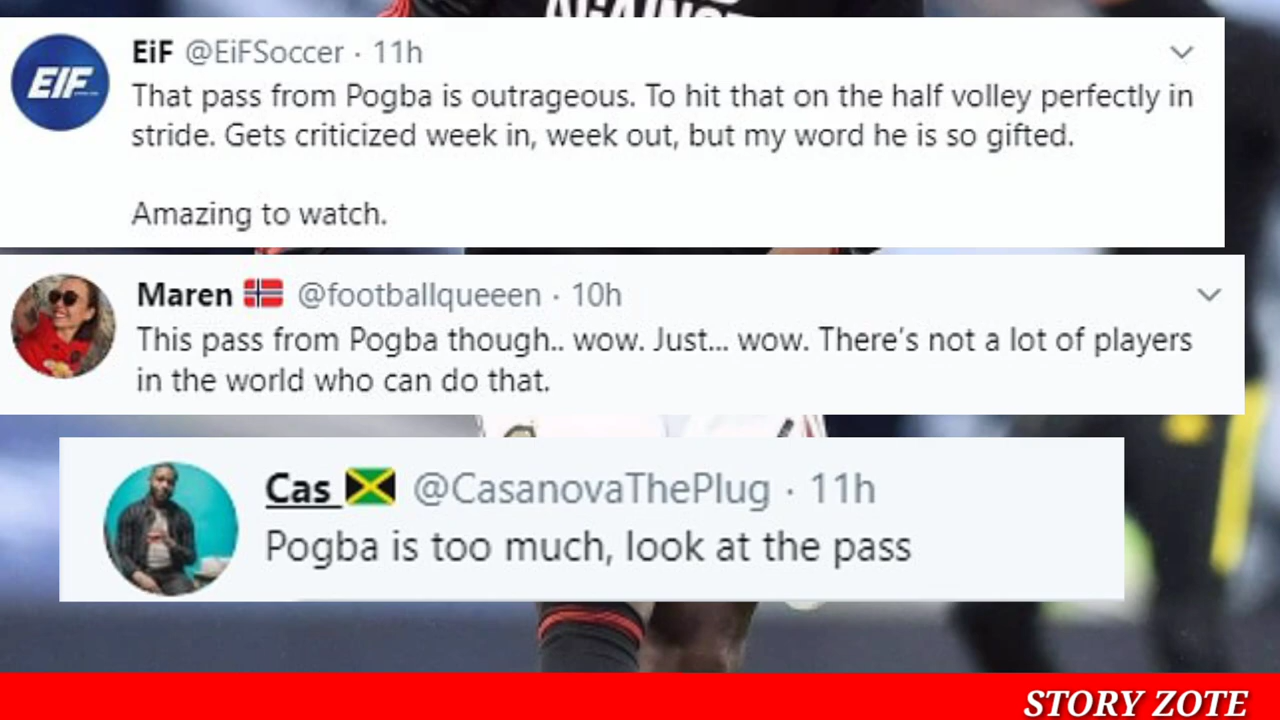 AGAINST
EiF @EiFSoccer · 11h
EIF
That pass from Pogba is outrageous. To hit that on the half volley perfectly in
stride. Gets criticized week in, week out, but my word he is so gifted.
Amazing to watch.
Maren 🇳🇴 @footballqueeen · 10h
This pass from Pogba though.. wow. Just... wow. There's not a lot of players
in the world who can do that.
Cas 🇯🇲 @CasanovaThePlug · 11h
Pogba is too much, look at the pass
STORY ZOTE